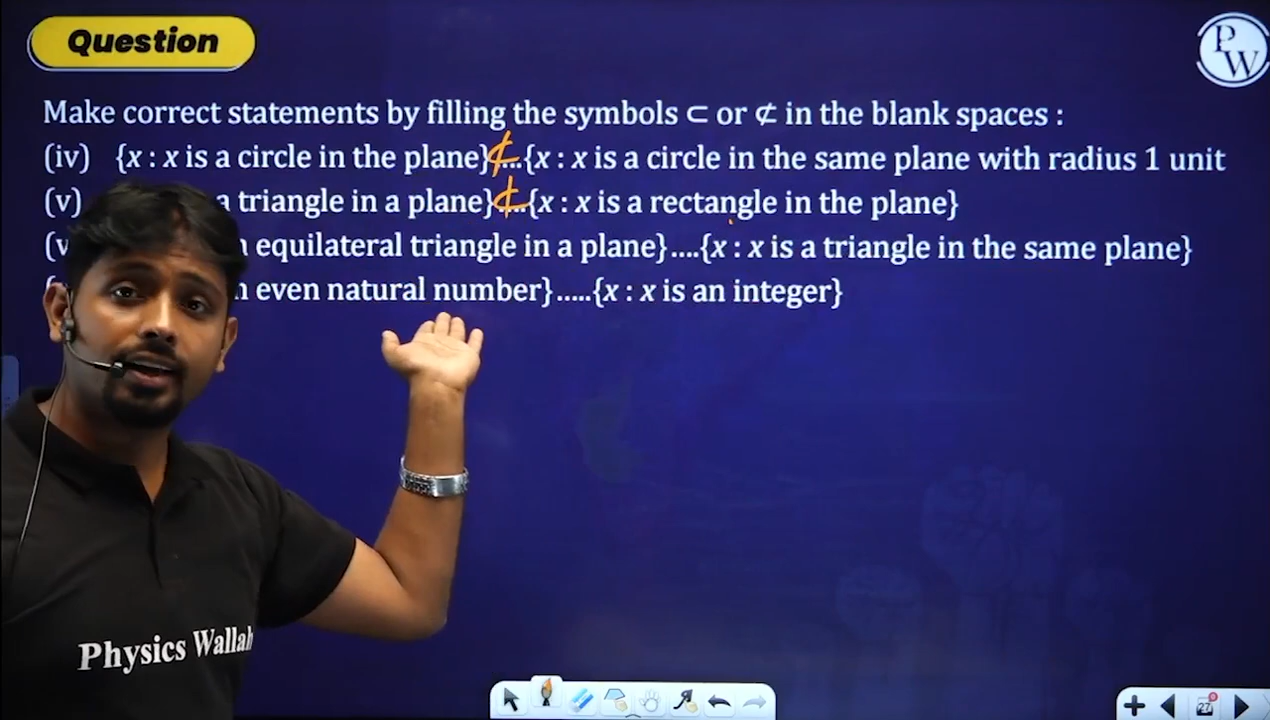 Question
PW
Make correct statements by filling the symbols ⊂ or ⊄ in the blank spaces :
(iv) {x : x is a circle in the plane}⊄...{x : x is a circle in the same plane with radius 1 unit
(v) a triangle in a plane}⊄...{x : x is a rectangle in the plane}
(v equilateral triangle in a plane}....{x : x is a triangle in the same plane}
even natural number}.....{x : x is an integer}
Physics Wallah
27